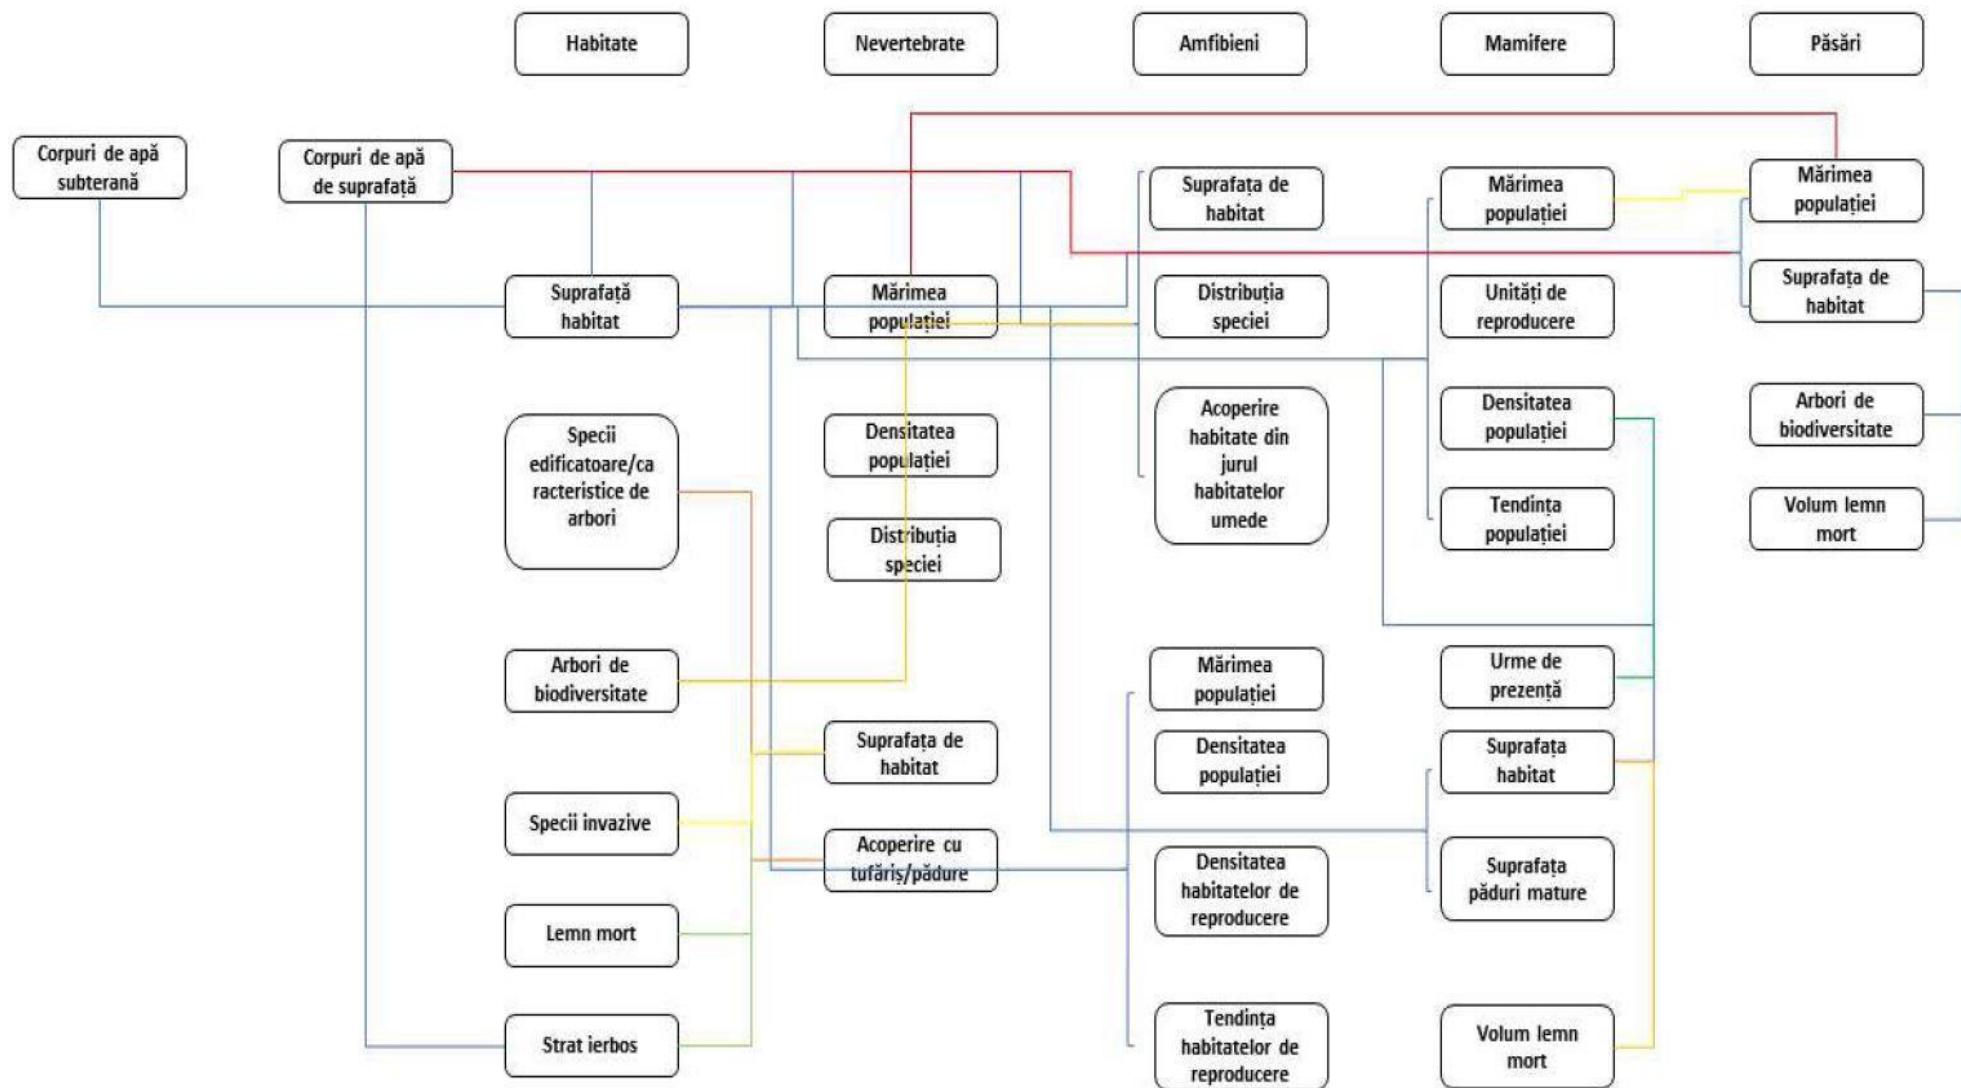 Habitate
Nevertebrate
Amfibieni
Mamifere
Păsări
Corpuri de apă
subterană
Corpuri de apă
de suprafață
Suprafață
habitat
Specii
edificatoare/ca
racteristice de
arbori
Arbori de
biodiversitate
Specii invazive
Lemn mort
Strat ierbos
Mărimea
populației
Densitatea
populației
Distribuția
speciei
Suprafața de
habitat
Acoperire cu
tufăriș/pădure
Suprafața de
habitat
Distribuția
speciei
Acoperire
habitate din
jurul
habitatelor
umede
Mărimea
populației
Densitatea
populației
Densitatea
habitatelor de
reproducere
Tendința
habitatelor de
reproducere
Mărimea
populației
Unități de
reproducere
Densitatea
populației
Tendința
populației
Urme de
prezență
Suprafața
habitat
Suprafața
păduri mature
Volum lemn
mort
Mărimea
populației
Suprafața de
habitat
Arbori de
biodiversitate
Volum lemn
mort